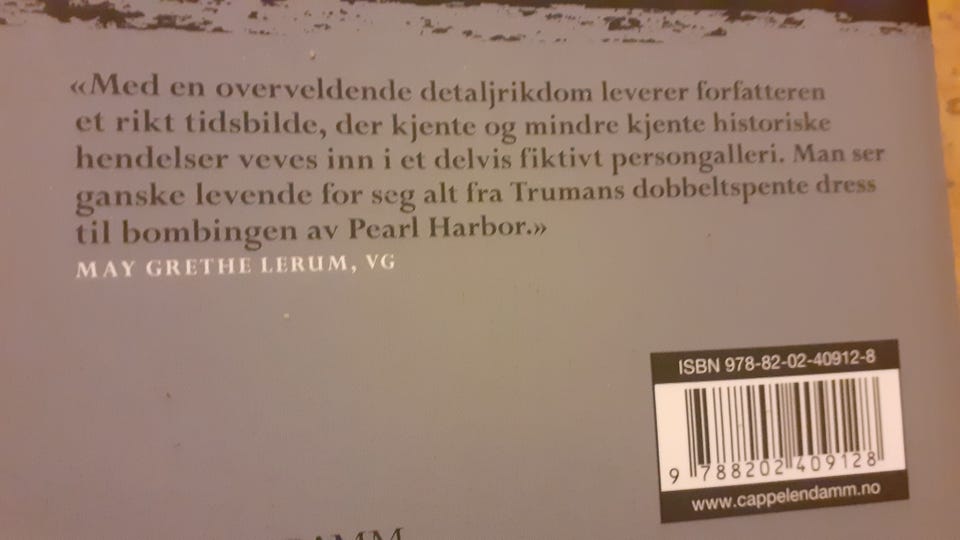 «Med en overveldende detaljrikdom leverer forfatteren
et rikt tidsbilde, der kjente og mindre kjente historiske
hendelser veves inn i et delvis fiktivt persongalleri. Man ser
ganske levende for seg alt fra Trumans dobbeltspente dress
til bombingen av Pearl Harbor.»
MAY GRETHE LERUM, VG
ISBN 978-82-02-40912-8
9 788202 409128
www.cappelendamm.no